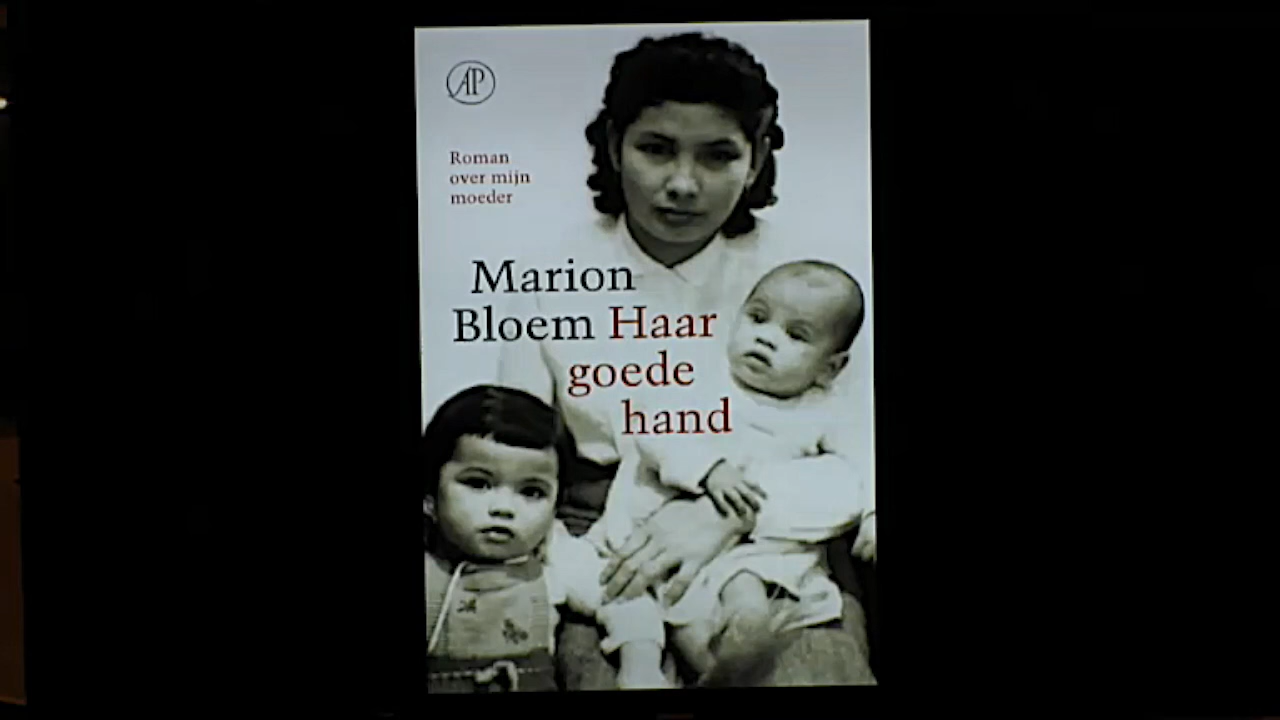 AP
Roman
over mijn
moeder
Marion
Bloem Haar
goede
hand